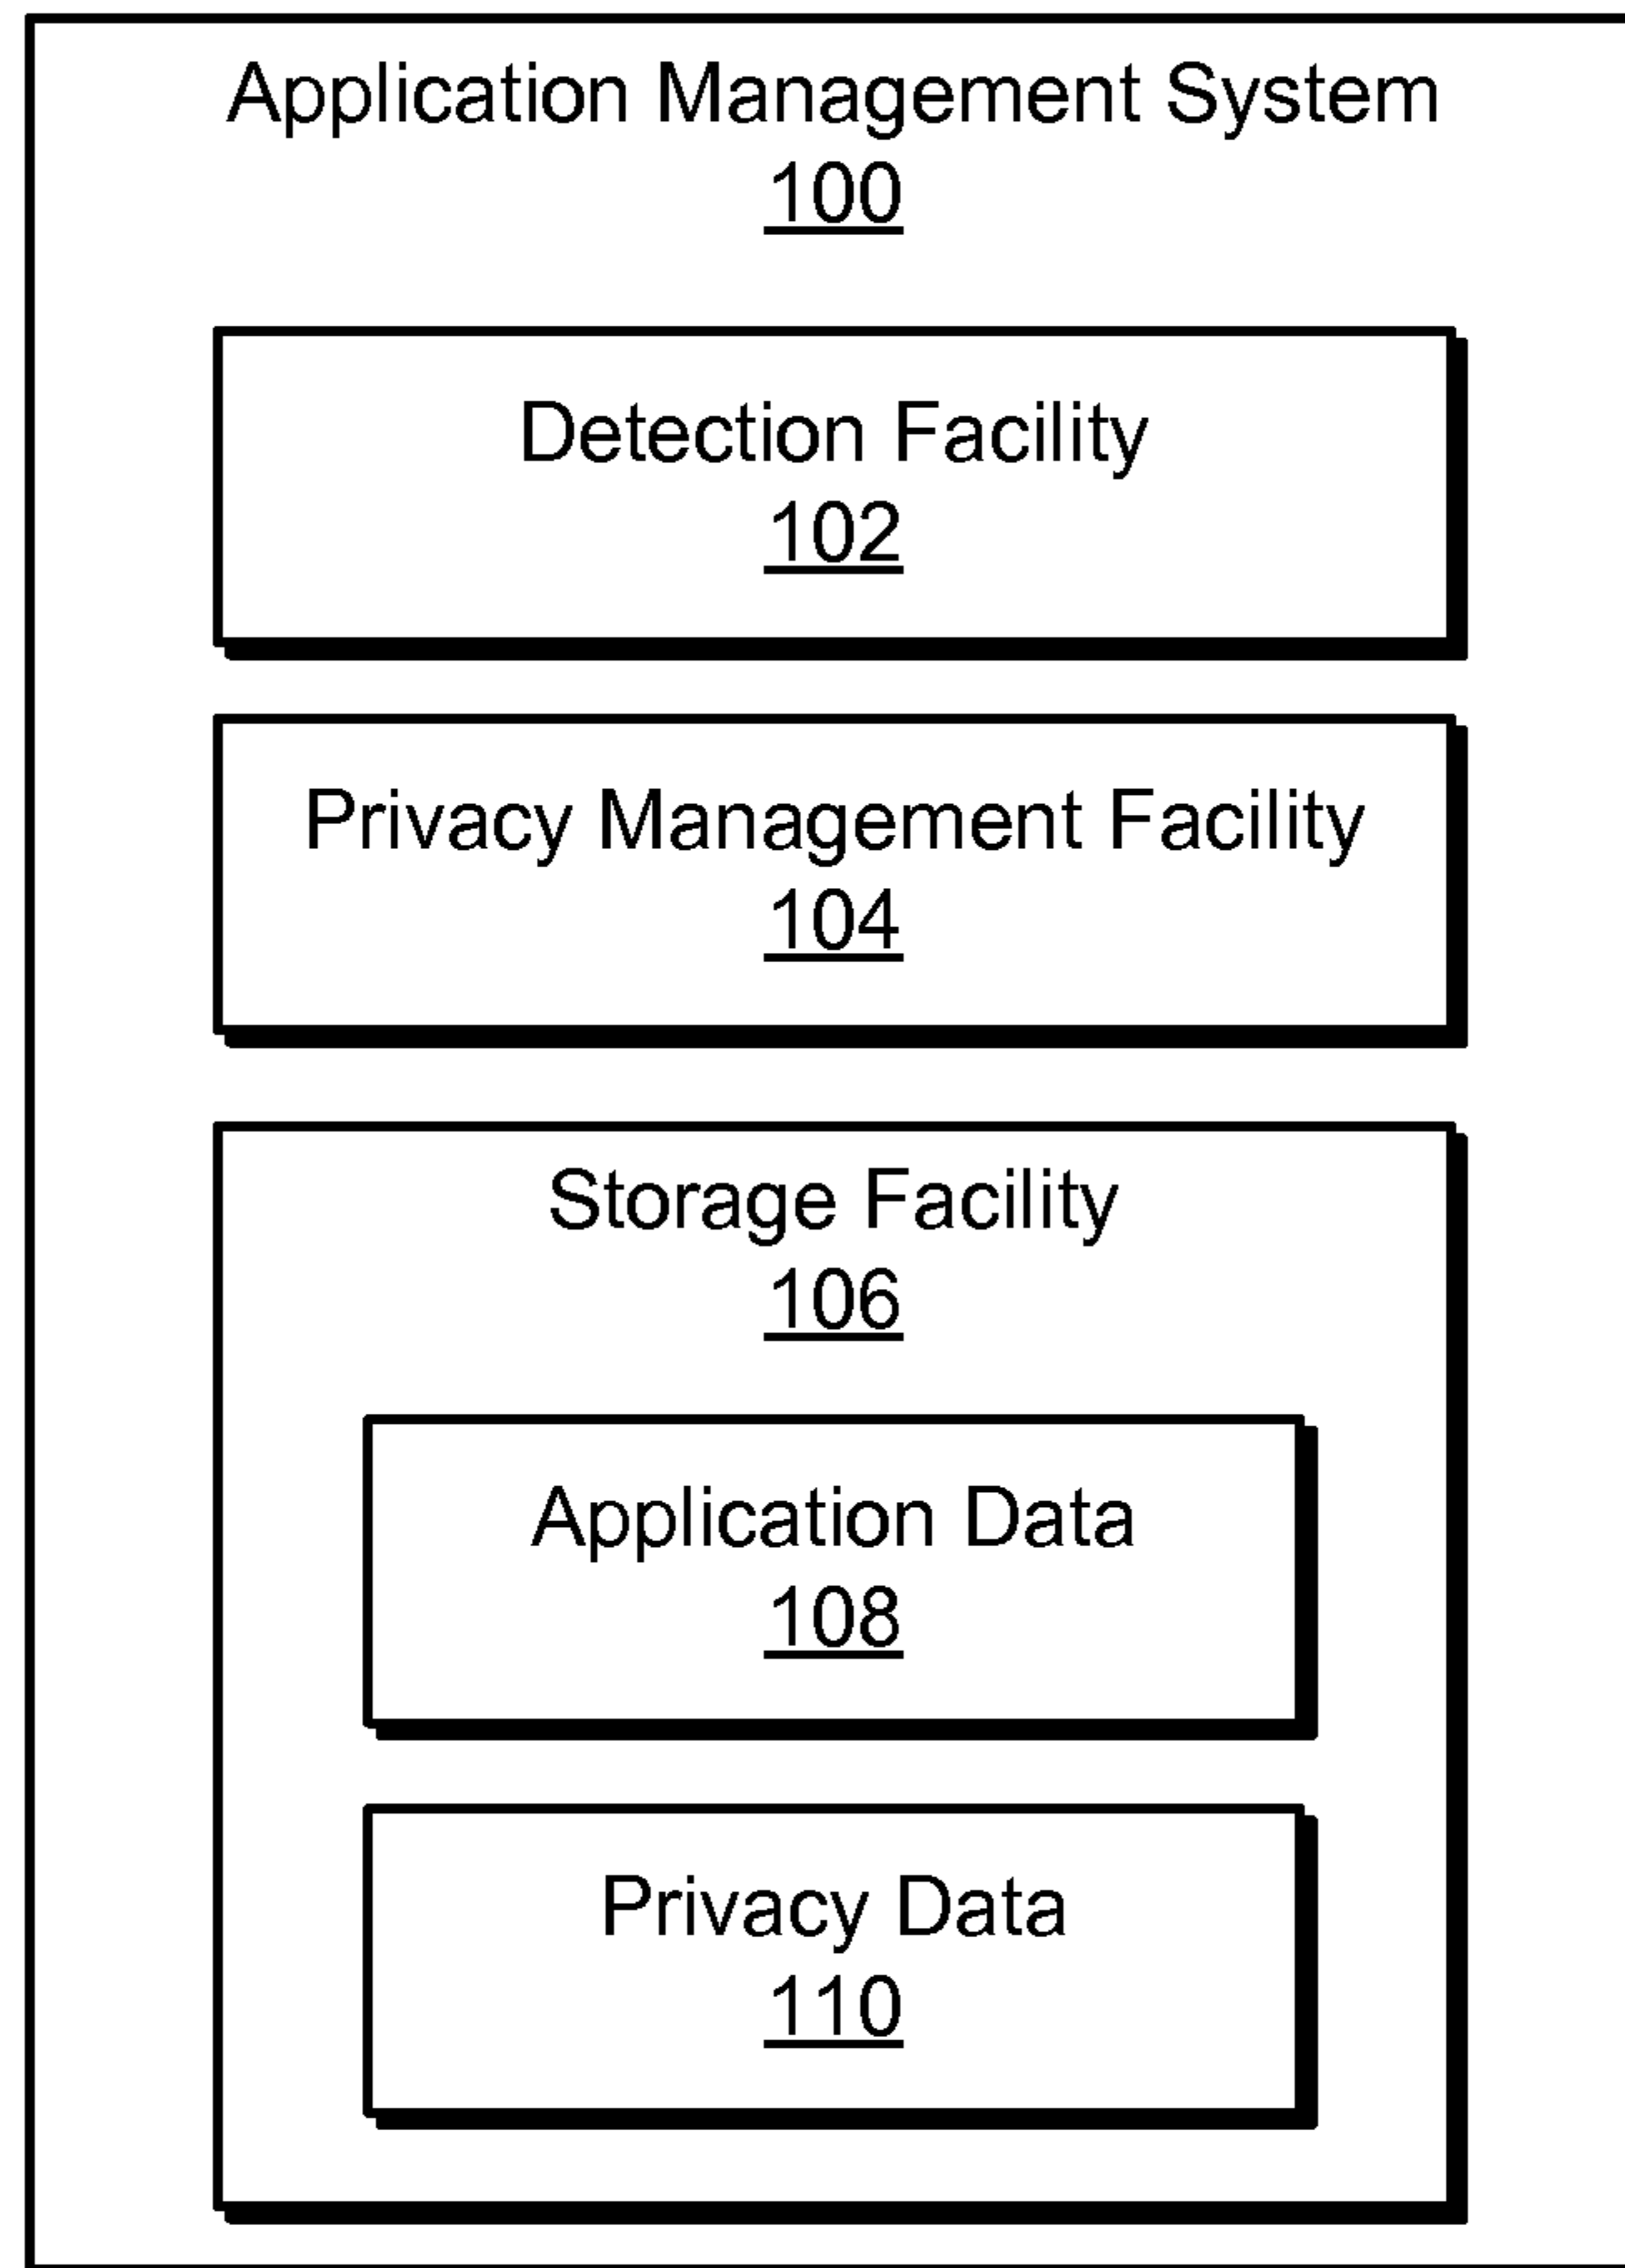 Application Management System
100
Detection Facility
102
Privacy Management Facility
104
Storage Facility
106
Application Data
108
Privacy Data
110